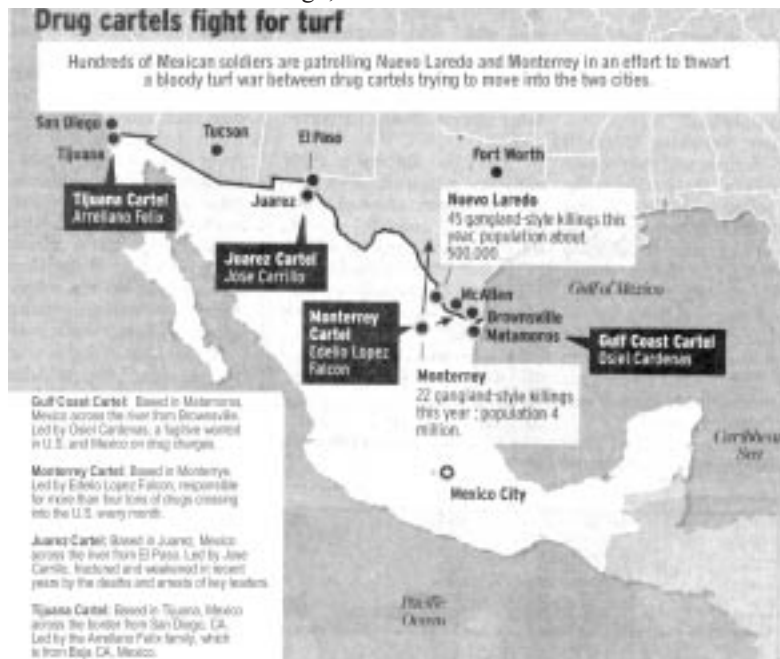 Drug cartels fight for turf
Hundreds of Mexican soldiers are patrolling Nuevo Laredo and Monterrey in an effort to thwart
a bloody turf war between drug cartels trying to move into the two cities.
San Diego
Tijuana
Tucson
El Paso
Fort Worth
Tijuana Cartel
Arrellano Felix
Juarez
Nuevo Laredo
45 gangland-style killings this
year, population about
500,000.
Juarez Cartel
Jose Carrillo
McAllen
Gulf of Mexico
Brownsville
Matamoros
Monterrey
Cartel
Edelio Lopez
Falcon
Gulf Coast Cartel
Osiel Cardenas
Monterrey
22 gangland-style killings
this year ; population 4
million.
Gulf Coast Cartel: Based in Matamoros,
Mexico across the river from Brownsville.
Led by Osiel Cardenas, a fugitive wanted
in U.S. and Mexico on drug charges.
Caribbean
Sea
Monterrey Cartel: Based in Monterrye.
Led by Edelio Lopez Falcon, responsible
for more than four tons of drugs crossing
into the U.S. every month.
Mexico City
Juarez Cartel: Based in Juarez, Mexico
across the river from El Paso. Led by Jose
Carrillo, fractured and weakened in recent
years by the deaths and arrests of key leaders.
Pacific
Ocean
Tijuana Cartel: Based in Tijuana, Mexico
across the border from San Diego, CA.
Led by the Arrellano Felix family, which
is from Baja CA, Mexico.